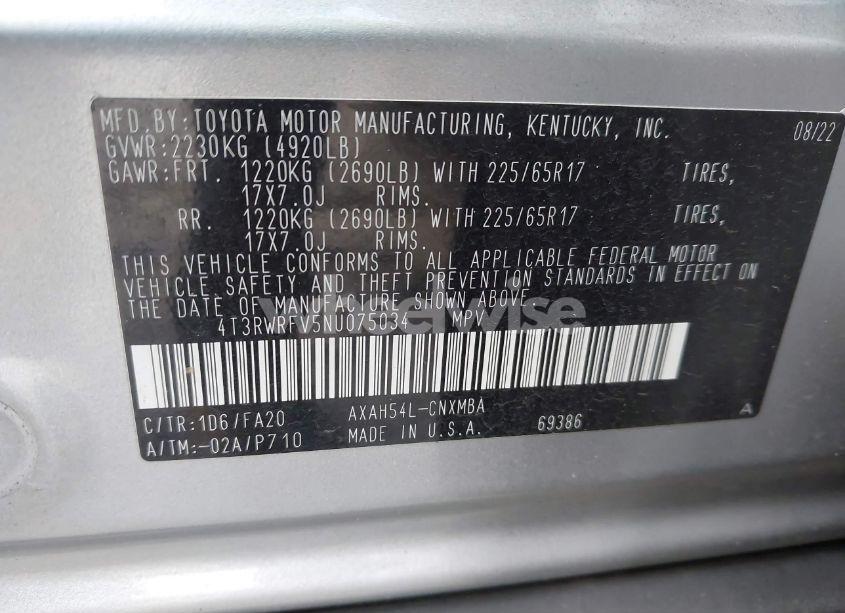 MFD.BY:TOYOTA MOTOR MANUFACTURING, KENTUCKY, INC. 08/22
GVWR:2230KG (4920LB)
GAWR:FRT. 1220KG (2690LB) WITH 225/65R17 TIRES,
17X7.0J RIMS.
RR. 1220KG (2690LB) WITH 225/65R17 TIRES,
17X7.0J RIMS.
THIS VEHICLE CONFORMS TO ALL APPLICABLE FEDERAL MOTOR
VEHICLE SAFETY AND THEFT PREVENTION STANDARDS IN EFFECT ON
THE DATE OF MANUFACTURE SHOWN ABOVE.
4T3RWRFV5NU075034 MPV
C/TR:1D6/FA20 AXAH54L-CNXMBA A
A/TM:-02A/P710 MADE IN U.S.A. 69386